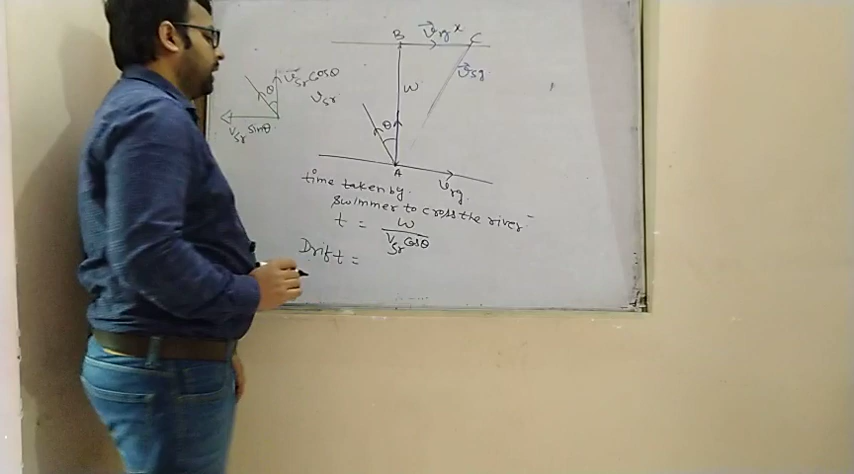 B V⃗rg x C
V⃗sr cosθ
θ
Vsr
V⃗sg
W
Vsr sinθ
θ
A
Vrg
time taken by
swimmer to cross the river
t = W / Vsr cosθ
Drift =